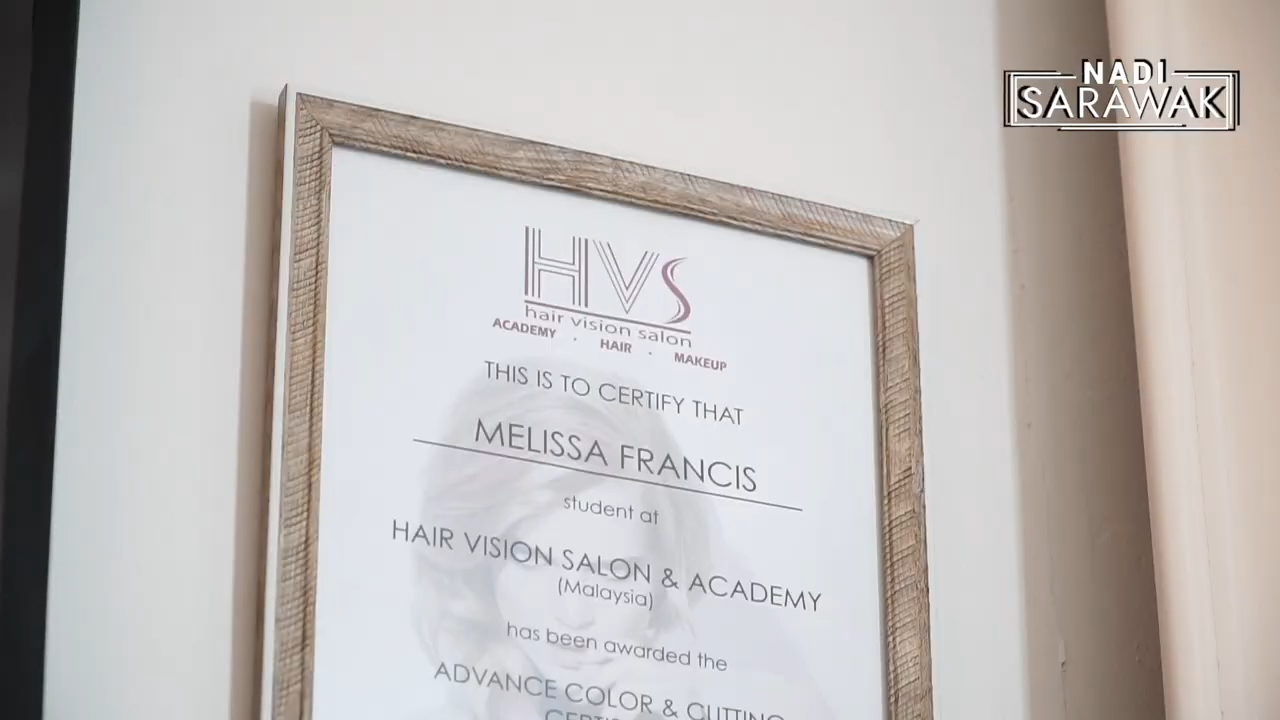 NADI
SARAWAK
HVS
hair vision salon
ACADEMY · HAIR · MAKEUP
THIS IS TO CERTIFY THAT
MELISSA FRANCIS
student at
HAIR VISION SALON & ACADEMY
(Malaysia)
has been awarded the
ADVANCE COLOR & CUTTING